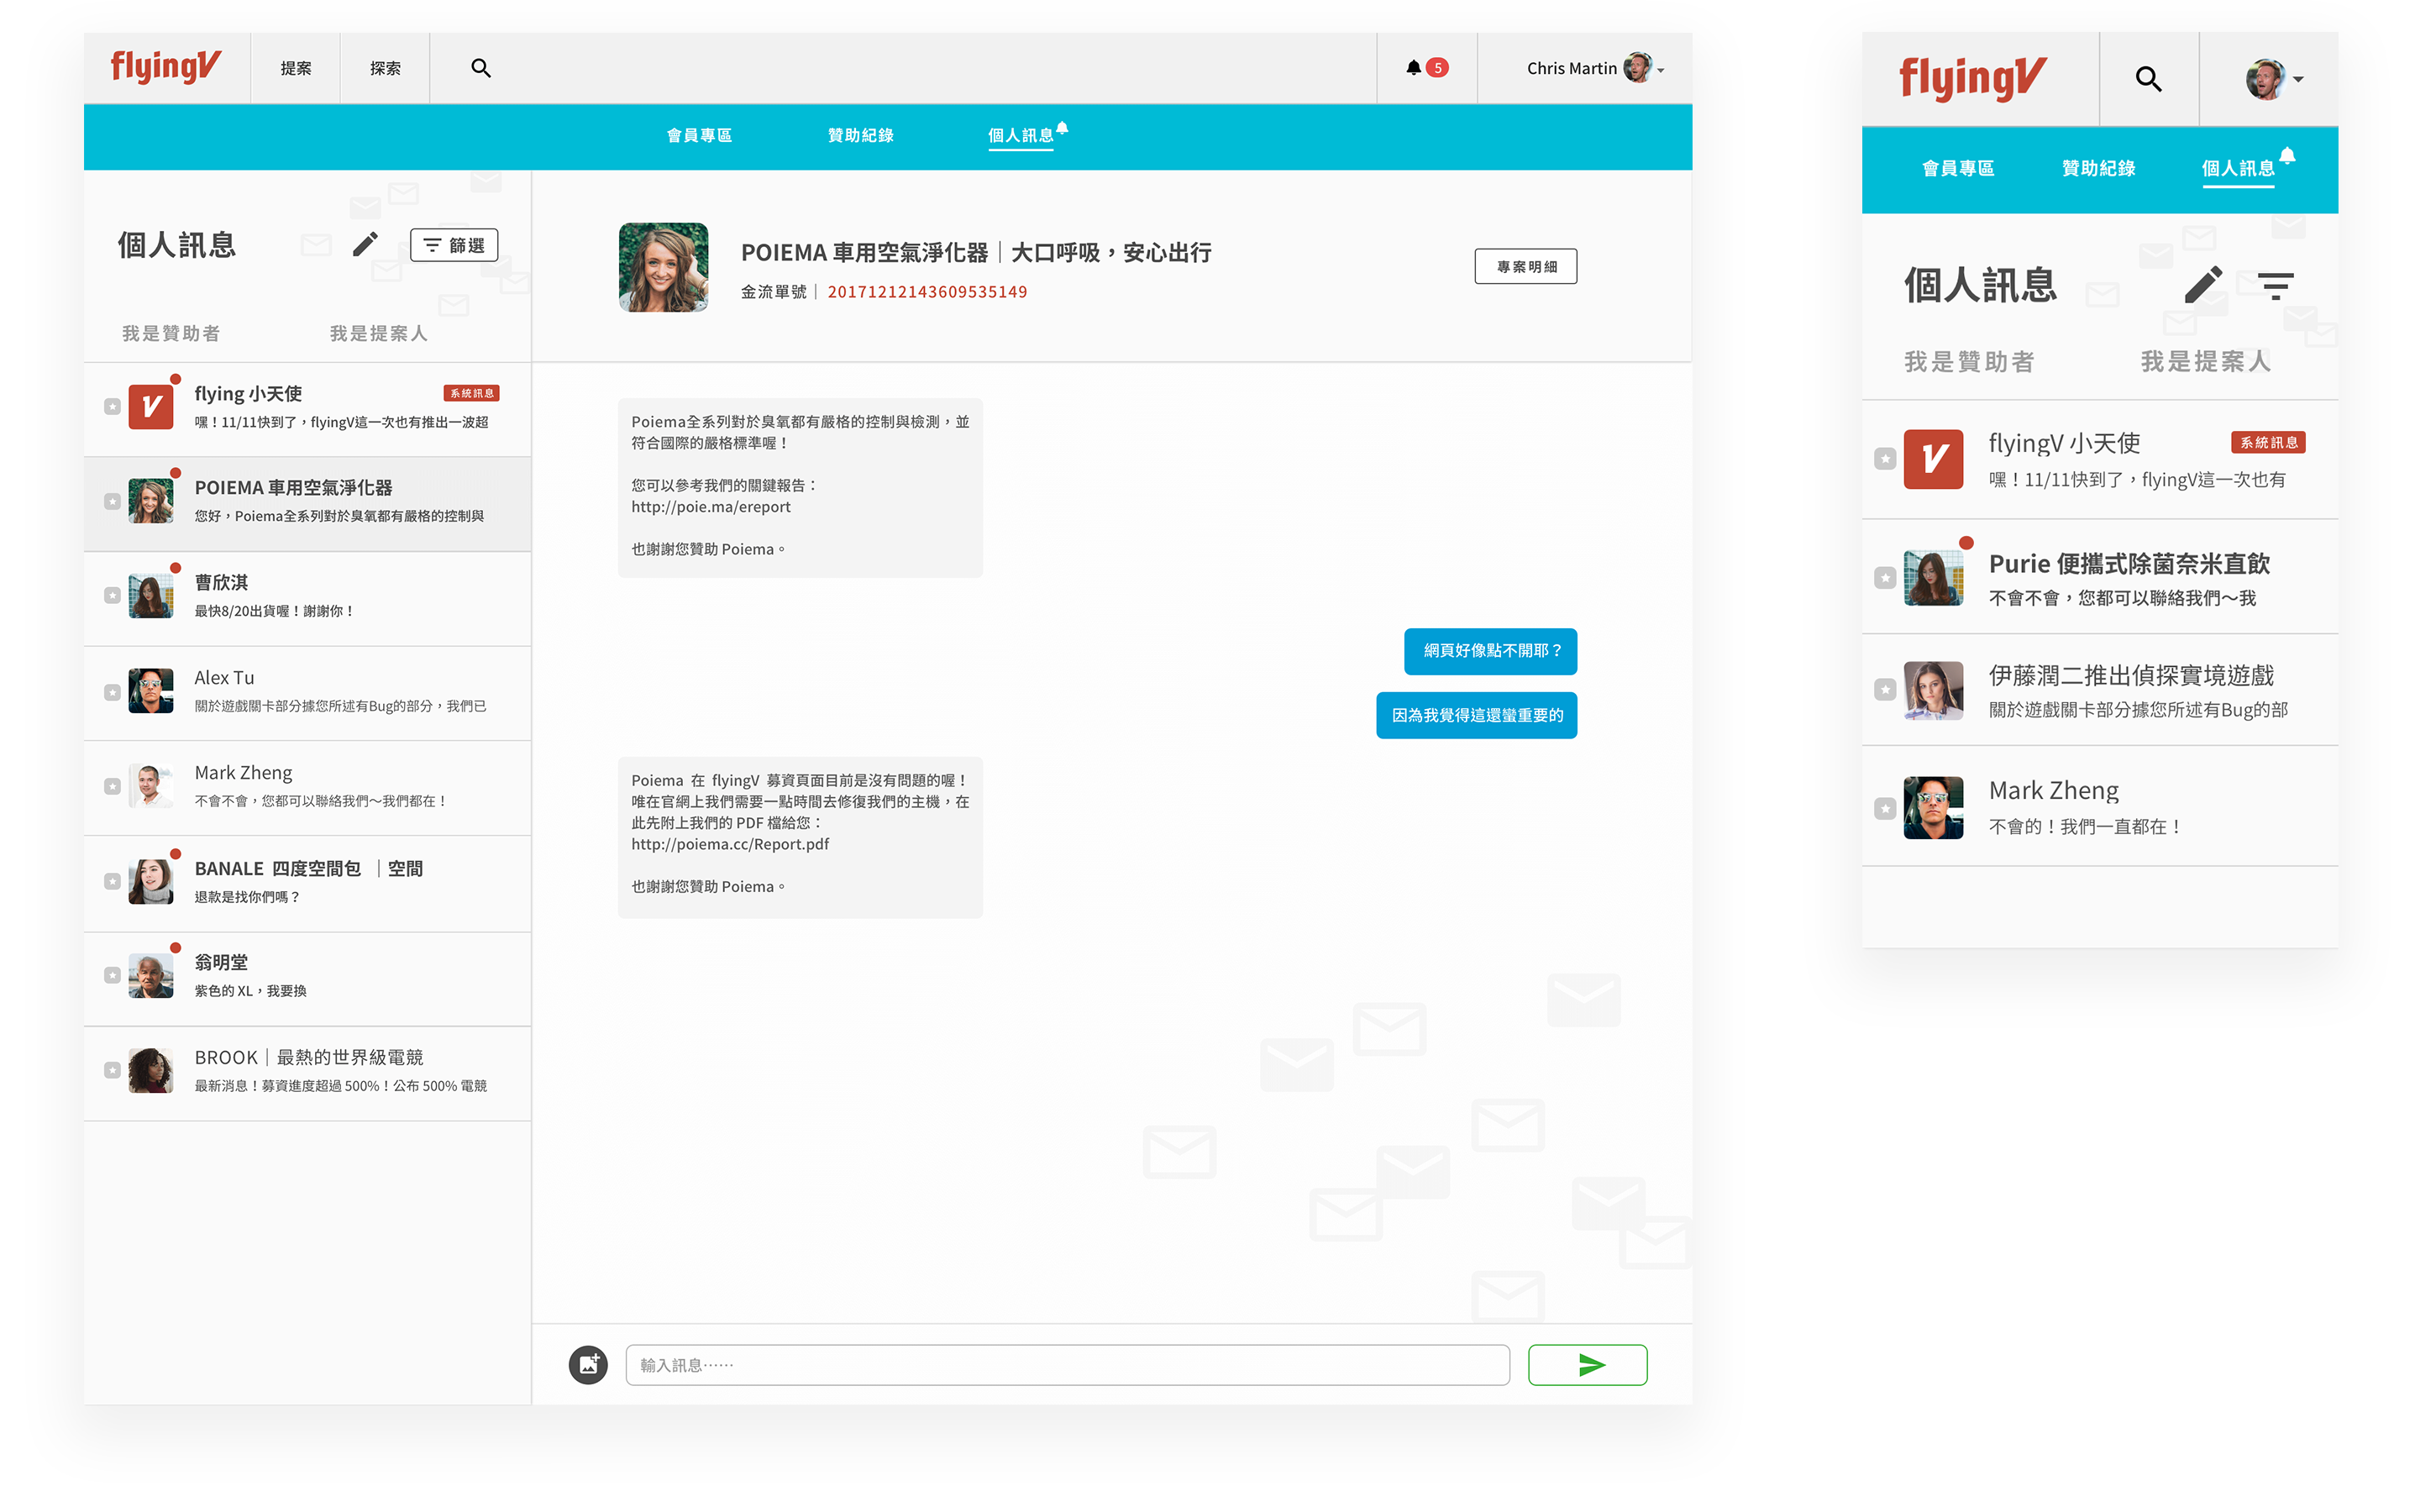 flyingV
提案
探索
5
Chris Martin
會員專區
贊助紀錄
個人訊息
個人訊息
篩選
我是贊助者
我是提案人
flying 小天使
系統訊息
嘿！11/11快到了，flyingV這一次也有推出一波超
POIEMA 車用空氣淨化器
您好，Poiema全系列對於臭氧都有嚴格的控制與
曹欣淇
最快8/20出貨喔！謝謝你！
Alex Tu
關於遊戲關卡部分據您所述有Bug的部分，我們已
Mark Zheng
不會不會，您都可以聯絡我們～我們都在！
BANALE 四度空間包 ｜空間
退款是找你們嗎？
翁明堂
紫色的 XL，我要換
BROOK｜最熱的世界級電競
最新消息！募資進度超過 500%！公布 500% 電競
POIEMA 車用空氣淨化器｜大口呼吸，安心出行
金流單號｜ 20171212143609535149
專案明細
Poiema全系列對於臭氧都有嚴格的控制與檢測，並
符合國際的嚴格標準喔！
您可以參考我們的關鍵報告：
http://poie.ma/ereport
也謝謝您贊助 Poiema。
網頁好像點不開耶？
因為我覺得這還蠻重要的
Poiema 在 flyingV 募資頁面目前是沒有問題的喔！
唯在官網上我們需要一點時間去修復我們的主機，在
此先附上我們的 PDF 檔給您：
http://poiema.cc/Report.pdf
也謝謝您贊助 Poiema。
輸入訊息⋯⋯
flyingV
會員專區
贊助紀錄
個人訊息
個人訊息
我是贊助者
我是提案人
flyingV 小天使
系統訊息
嘿！11/11快到了，flyingV這一次也有
Purie 便攜式除菌奈米直飲
不會不會，您都可以聯絡我們～我
伊藤潤二推出偵探實境遊戲
關於遊戲關卡部分據您所述有Bug的部
Mark Zheng
不會的！我們一直都在！